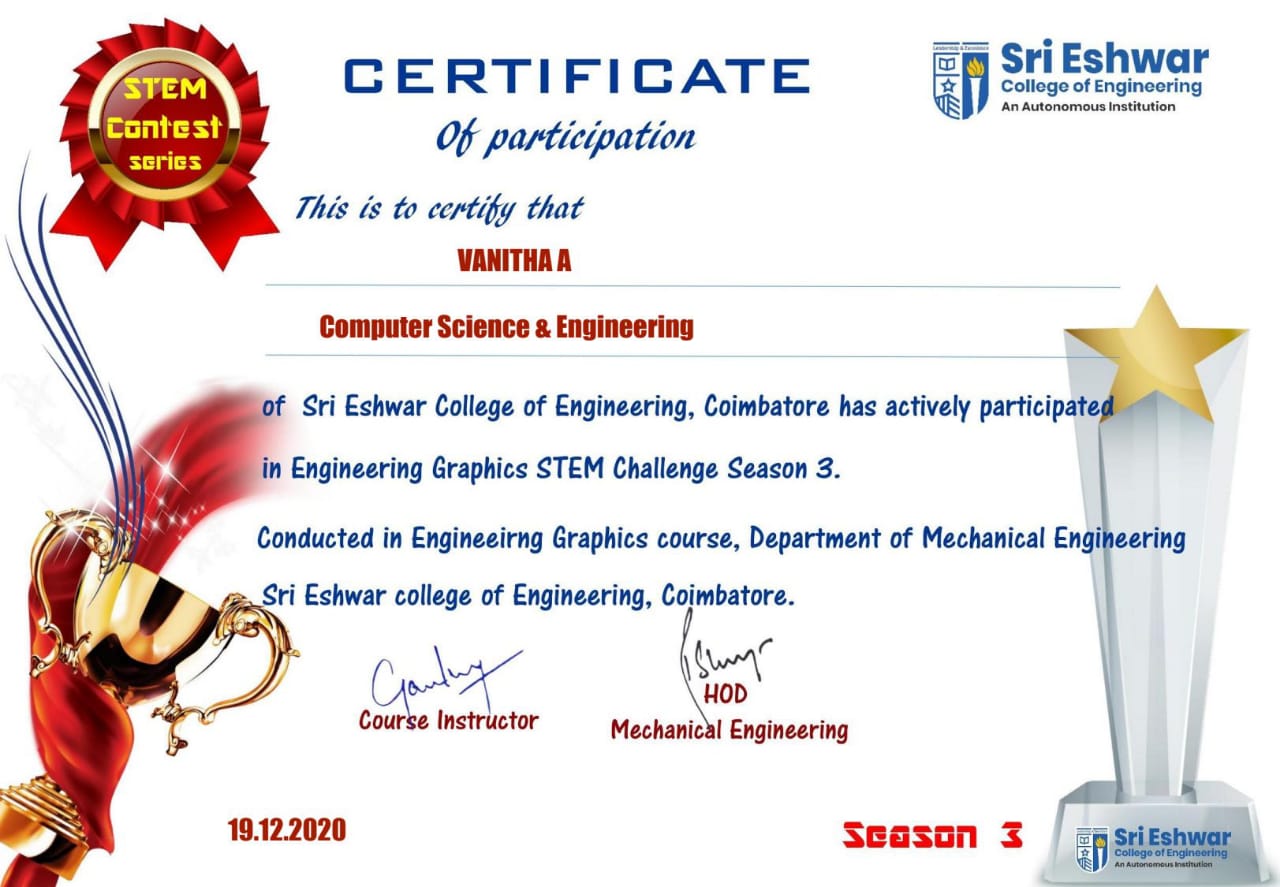 STEM
Contest
series
CERTIFICATE
Of participation
Leadership & Excellence
Sri Eshwar
College of Engineering
An Autonomous Institution
This is to certify that
VANITHA A
Computer Science & Engineering
of Sri Eshwar College of Engineering, Coimbatore has actively participated
in Engineering Graphics STEM Challenge Season 3.
Conducted in Engineeirng Graphics course, Department of Mechanical Engineering
Sri Eshwar college of Engineering, Coimbatore.
Course Instructor
HOD
Mechanical Engineering
19.12.2020
Season 3
Sri Eshwar
College of Engineering
An Autonomous Institution